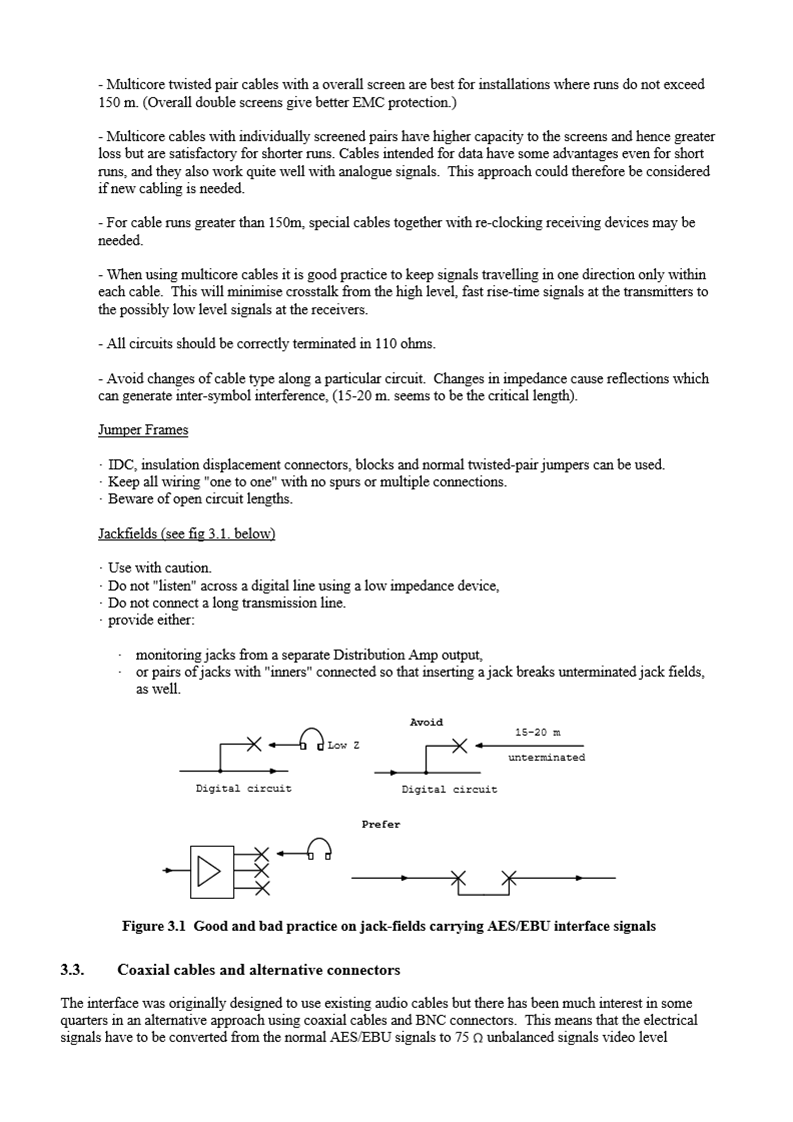 - Multicore twisted pair cables with a overall screen are best for installations where runs do not exceed
150 m. (Overall double screens give better EMC protection.)
- Multicore cables with individually screened pairs have higher capacity to the screens and hence greater
loss but are satisfactory for shorter runs. Cables intended for data have some advantages even for short
runs, and they also work quite well with analogue signals.  This approach could therefore be considered
if new cabling is needed.
- For cable runs greater than 150m, special cables together with re-clocking receiving devices may be
needed.
- When using multicore cables it is good practice to keep signals travelling in one direction only within
each cable.  This will minimise crosstalk from the high level, fast rise-time signals at the transmitters to
the possibly low level signals at the receivers.
- All circuits should be correctly terminated in 110 ohms.
- Avoid changes of cable type along a particular circuit.  Changes in impedance cause reflections which
can generate inter-symbol interference, (15-20 m. seems to be the critical length).
Jumper Frames
· IDC, insulation displacement connectors, blocks and normal twisted-pair jumpers can be used.
· Keep all wiring "one to one" with no spurs or multiple connections.
· Beware of open circuit lengths.
Jackfields (see fig 3.1. below)
· Use with caution.
· Do not "listen" across a digital line using a low impedance device,
· Do not connect a long transmission line.
· provide either:
· monitoring jacks from a separate Distribution Amp output,
· or pairs of jacks with "inners" connected so that inserting a jack breaks unterminated jack fields,
as well.
Avoid
Low Z
15-20 m
unterminated
Digital circuit
Digital circuit
Prefer
Figure 3.1  Good and bad practice on jack-fields carrying AES/EBU interface signals
3.3. Coaxial cables and alternative connectors
The interface was originally designed to use existing audio cables but there has been much interest in some
quarters in an alternative approach using coaxial cables and BNC connectors.  This means that the electrical
signals have to be converted from the normal AES/EBU signals to 75 Ω unbalanced signals video level